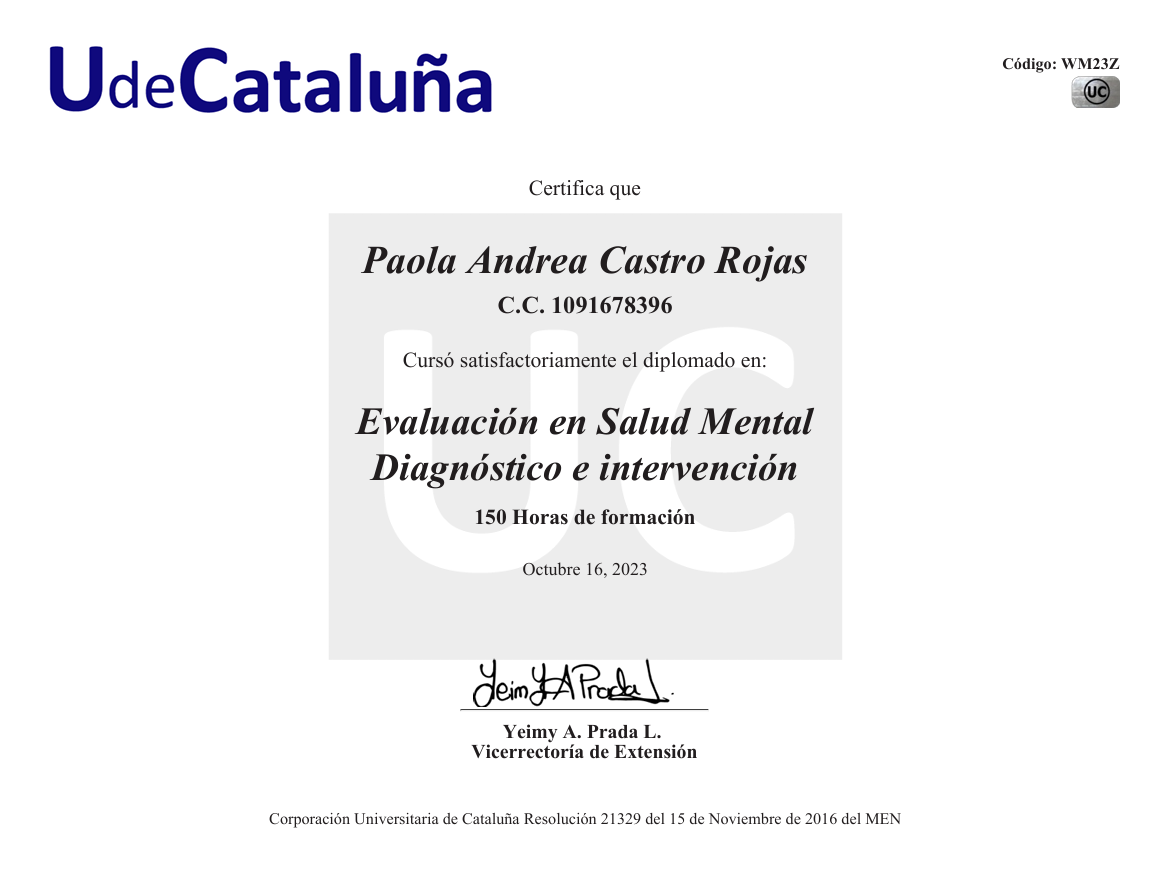 UdeCataluña
Código: WM23Z
UC
Certifica que
Paola Andrea Castro Rojas
C.C. 1091678396
Cursó satisfactoriamente el diplomado en:
Evaluación en Salud Mental
Diagnóstico e intervención
150 Horas de formación
Octubre 16, 2023
UC
Yeimy A Prada L.
Yeimy A. Prada L.
Vicerrectoría de Extensión
Corporación Universitaria de Cataluña Resolución 21329 del 15 de Noviembre de 2016 del MEN